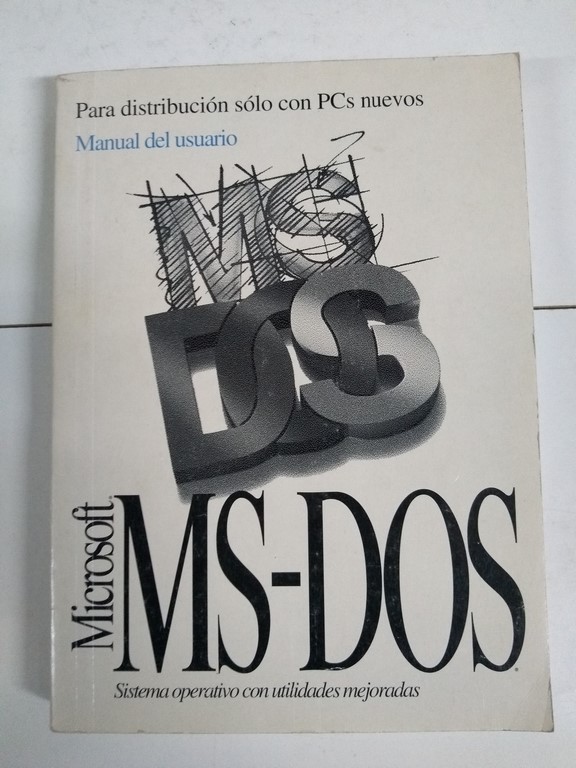 Para distribución sólo con PCs nuevos
Manual del usuario
MS
DOS
Microsoft
MS-DOS
Sistema operativo con utilidades mejoradas